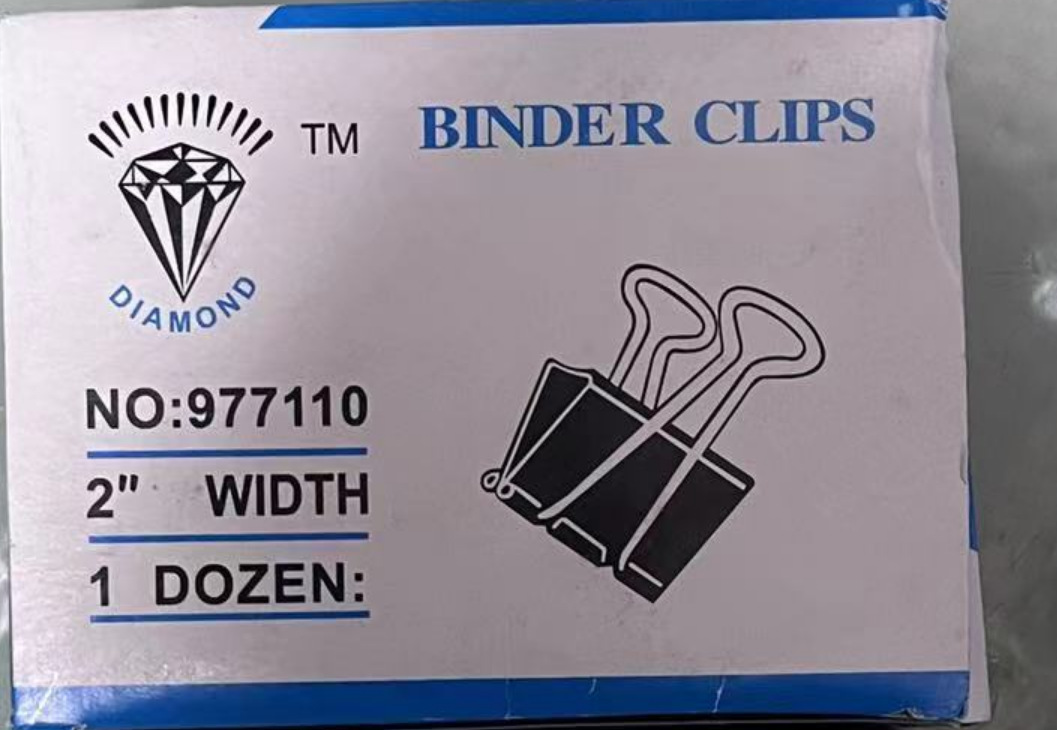 TM
BINDER CLIPS
DIAMOND
NO:977110
2" WIDTH
1 DOZEN: